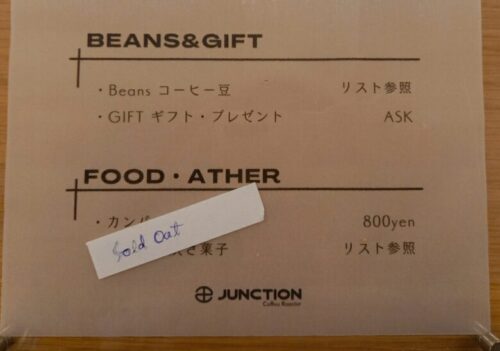 BEANS&GIFT
・Beans コーヒー豆 リスト参照
・GIFT ギフト・プレゼント ASK
FOOD・ATHER
・カンパ 800yen
Sold Out
き菓子 リスト参照
JUNCTION
Coffee Roaster